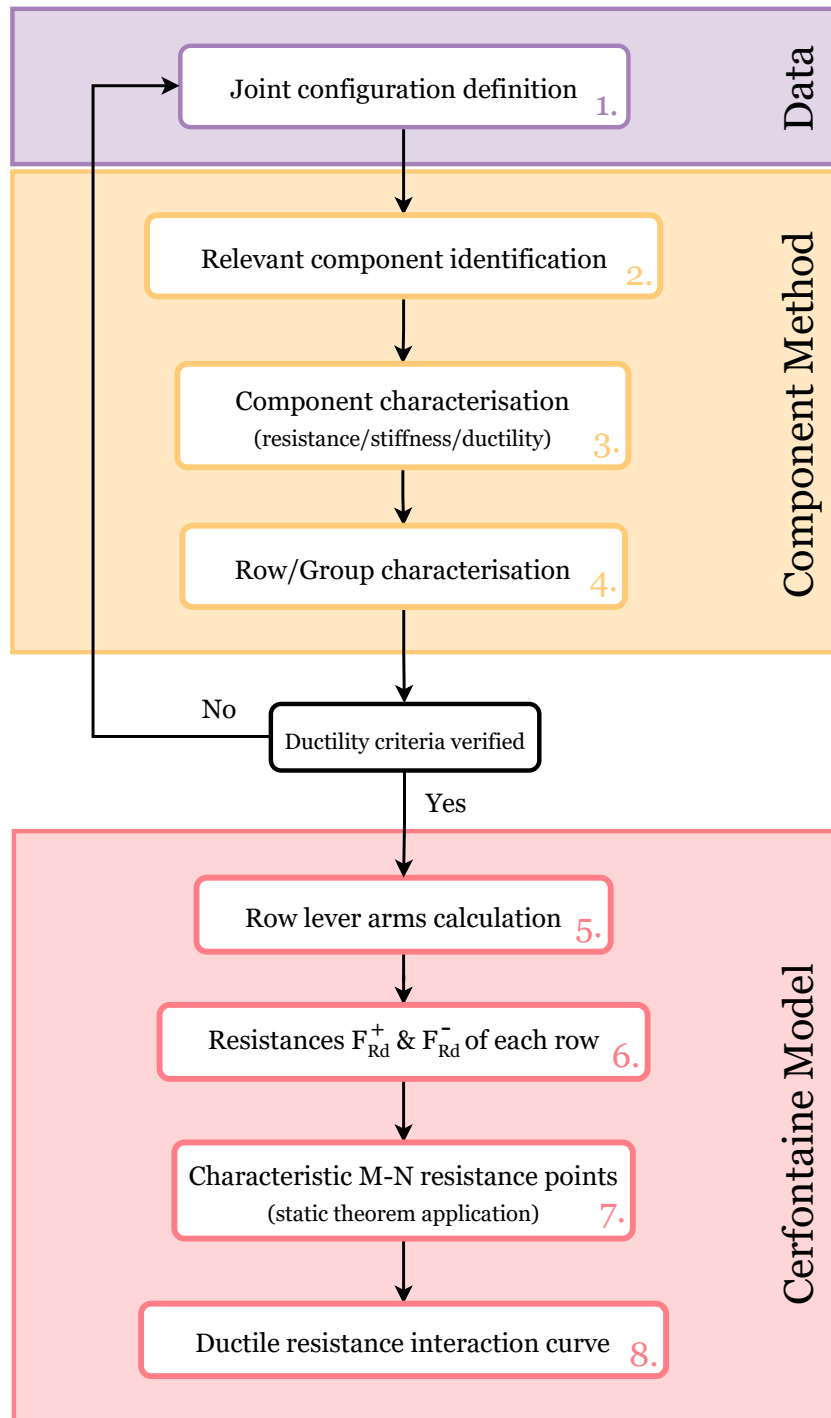 Data
Joint configuration definition
1.
Component Method
Relevant component identification
2.
Component characterisation
(resistance/stiffness/ductility)
3.
Row/Group characterisation
4.
No
Ductility criteria verified
Yes
Cerfontaine Model
Row lever arms calculation
5.
Resistances F⁺Rd & F⁻Rd of each row
6.
Characteristic M-N resistance points
(static theorem application)
7.
Ductile resistance interaction curve
8.